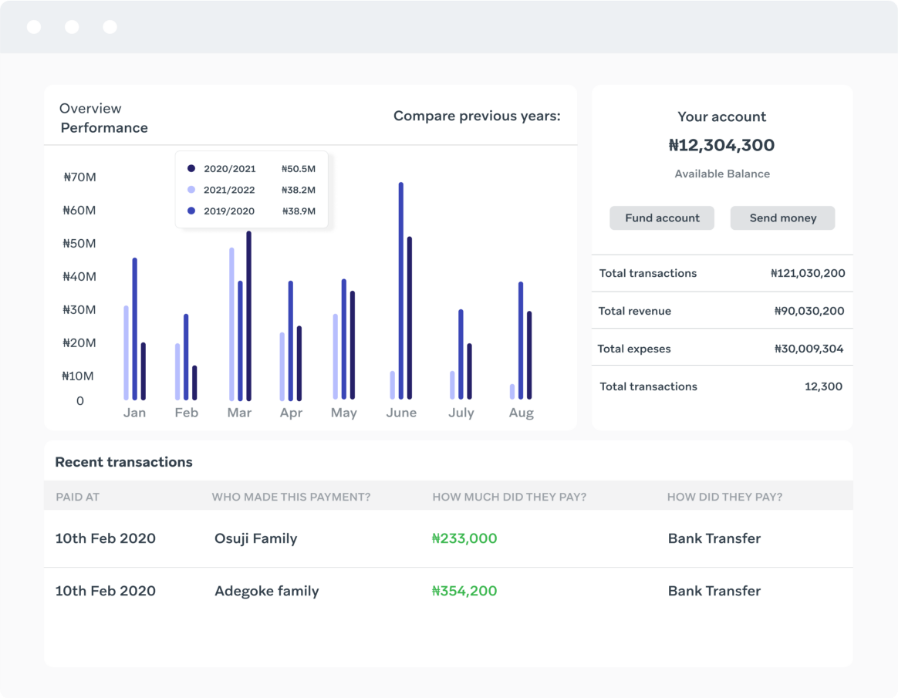 Overview
Performance
Compare previous years:
₦70M
₦60M
₦50M
₦40M
₦30M
₦20M
₦10M
0
2020/2021 ₦50.5M
2021/2022 ₦38.2M
2019/2020 ₦38.9M
Jan Feb Mar Apr May June July Aug
Your account
₦12,304,300
Available Balance
Fund account Send money
Total transactions ₦121,030,200
Total revenue ₦90,030,200
Total expeses ₦30,009,304
Total transactions 12,300
Recent transactions
PAID AT WHO MADE THIS PAYMENT? HOW MUCH DID THEY PAY? HOW DID THEY PAY?
10th Feb 2020 Osuji Family ₦233,000 Bank Transfer
10th Feb 2020 Adegoke family ₦354,200 Bank Transfer